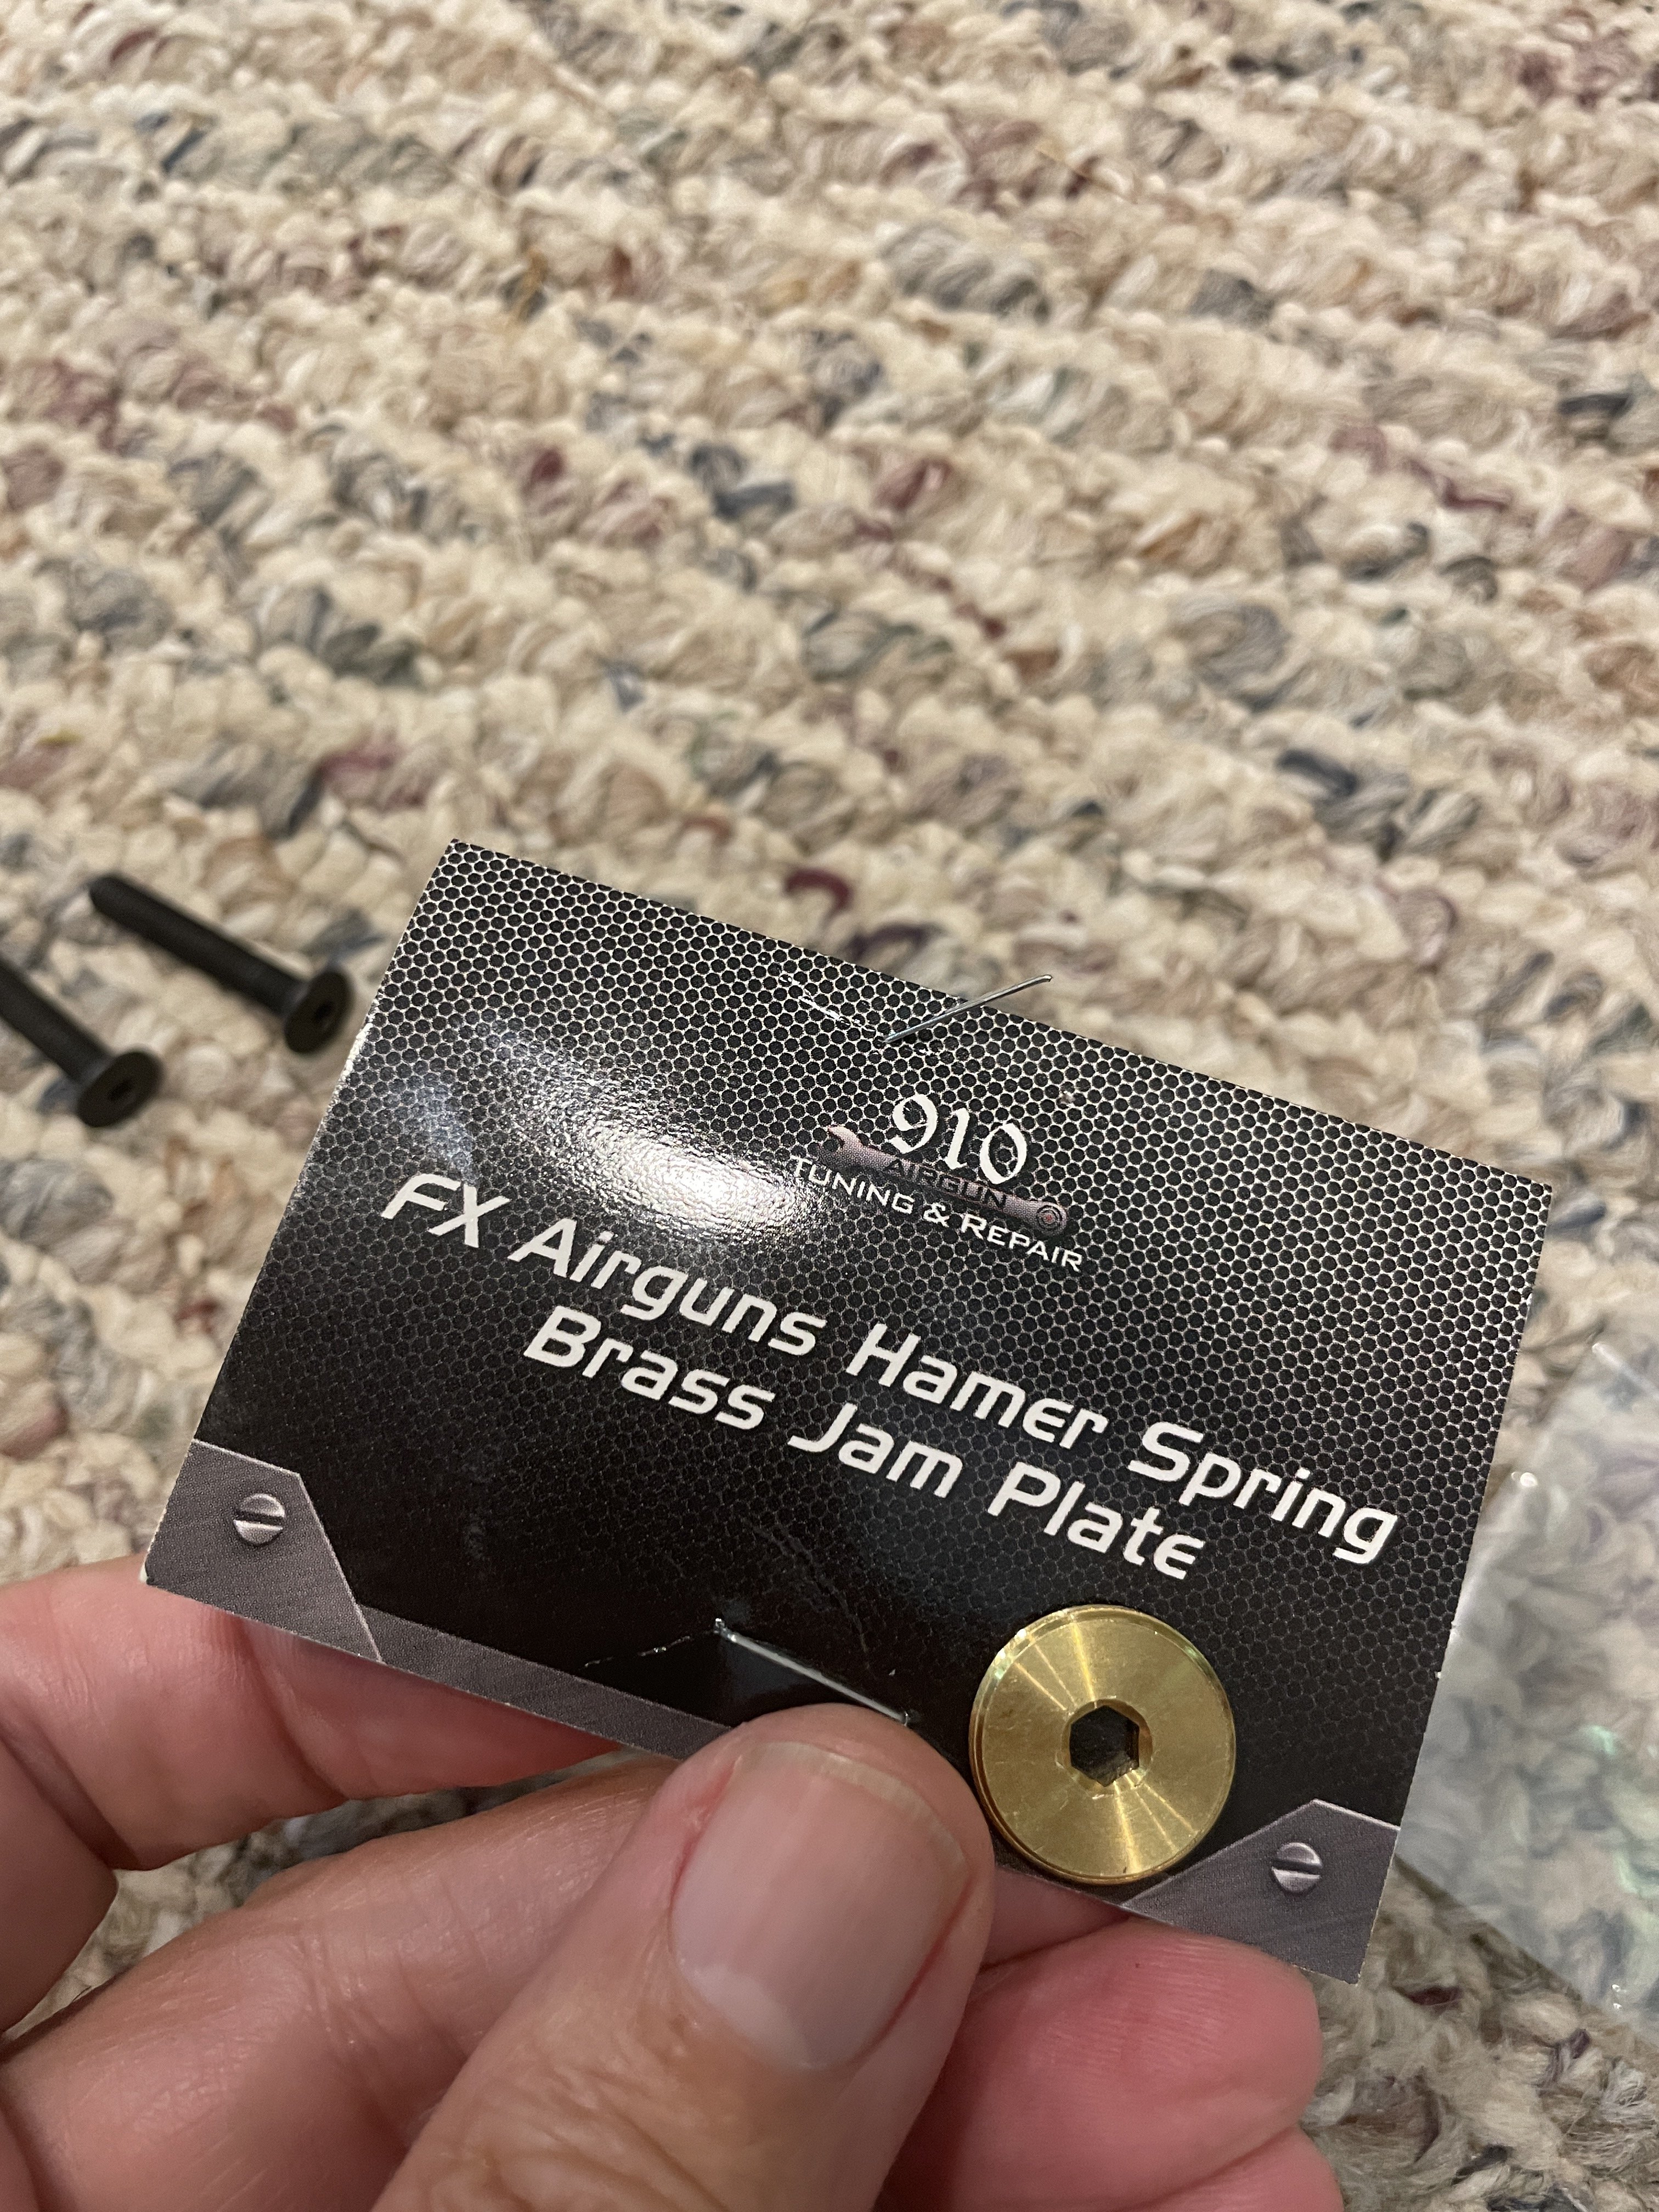 910
AIRGUN
TUNING & REPAIR
FX Airguns Hamer Spring
Brass Jam Plate